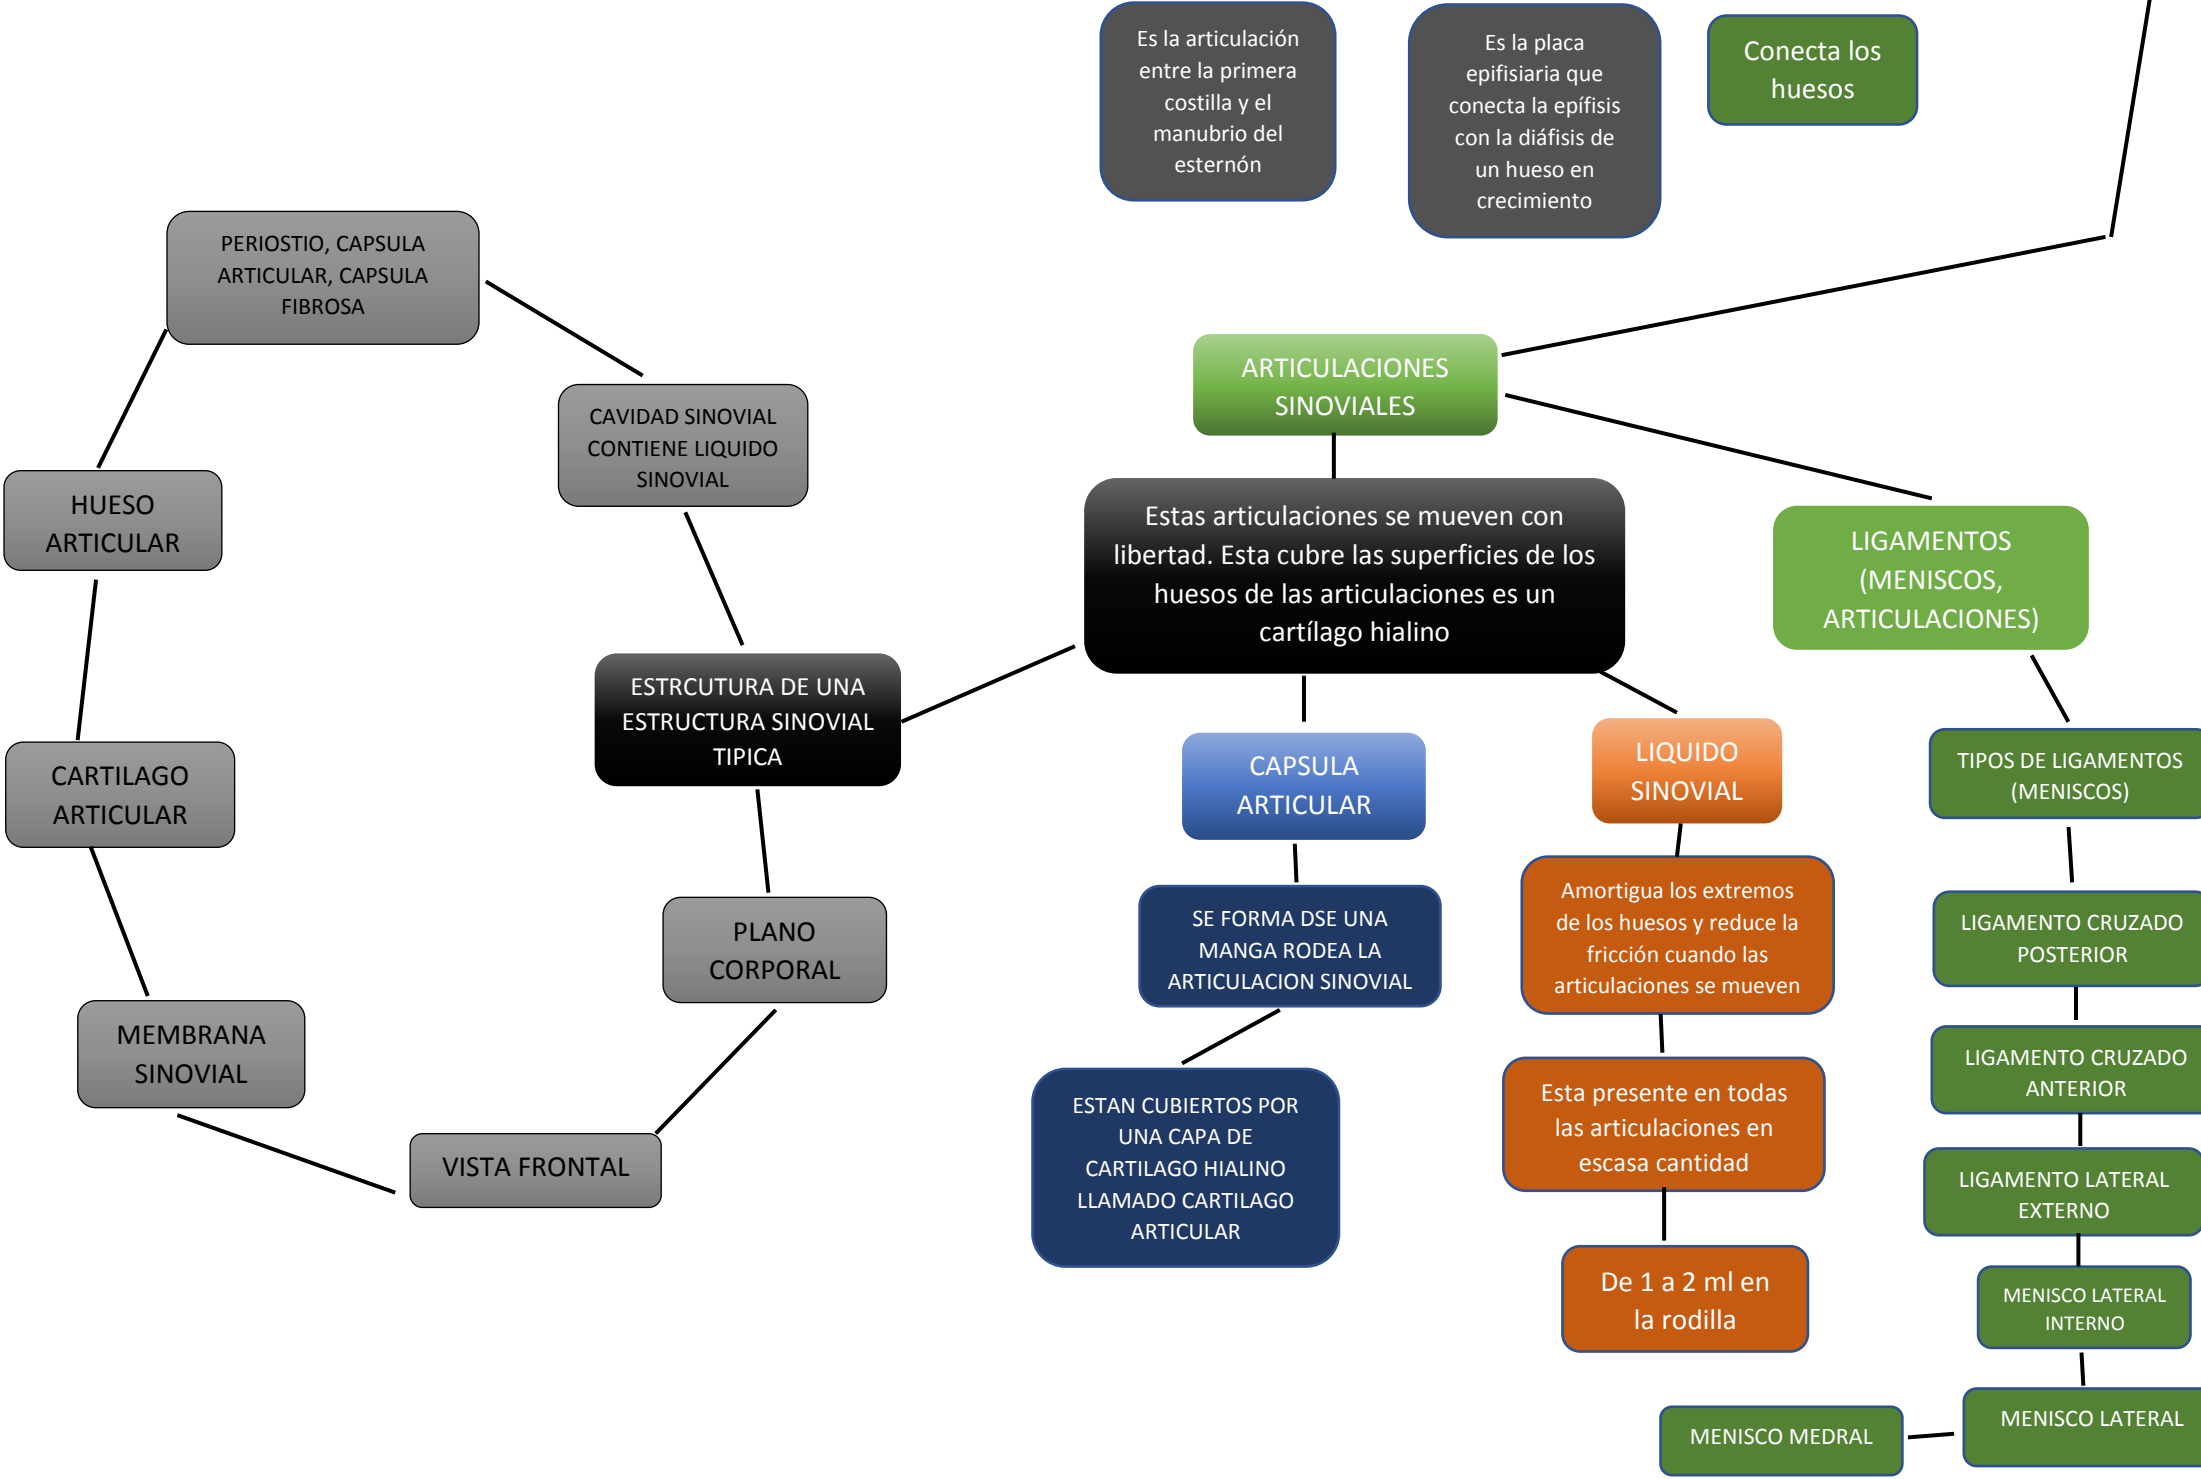 Es la articulación
entre la primera
costilla y el
manubrio del
esternón
Es la placa
epifisiaria que
conecta la epífisis
con la diáfisis de
un hueso en
crecimiento
Conecta los
huesos
PERIOSTIO, CAPSULA
ARTICULAR, CAPSULA
FIBROSA
CAVIDAD SINOVIAL
CONTIENE LIQUIDO
SINOVIAL
HUESO
ARTICULAR
CARTILAGO
ARTICULAR
MEMBRANA
SINOVIAL
VISTA FRONTAL
PLANO
CORPORAL
ESTRCUTURA DE UNA
ESTRUCTURA SINOVIAL
TIPICA
ARTICULACIONES
SINOVIALES
Estas articulaciones se mueven con
libertad. Esta cubre las superficies de los
huesos de las articulaciones es un
cartílago hialino
CAPSULA
ARTICULAR
SE FORMA DSE UNA
MANGA RODEA LA
ARTICULACION SINOVIAL
ESTAN CUBIERTOS POR
UNA CAPA DE
CARTILAGO HIALINO
LLAMADO CARTILAGO
ARTICULAR
LIQUIDO
SINOVIAL
Amortigua los extremos
de los huesos y reduce la
fricción cuando las
articulaciones se mueven
Esta presente en todas
las articulaciones en
escasa cantidad
De 1 a 2 ml en
la rodilla
LIGAMENTOS
(MENISCOS,
ARTICULACIONES)
TIPOS DE LIGAMENTOS
(MENISCOS)
LIGAMENTO CRUZADO
POSTERIOR
LIGAMENTO CRUZADO
ANTERIOR
LIGAMENTO LATERAL
EXTERNO
MENISCO LATERAL
INTERNO
MENISCO LATERAL
MENISCO MEDRAL